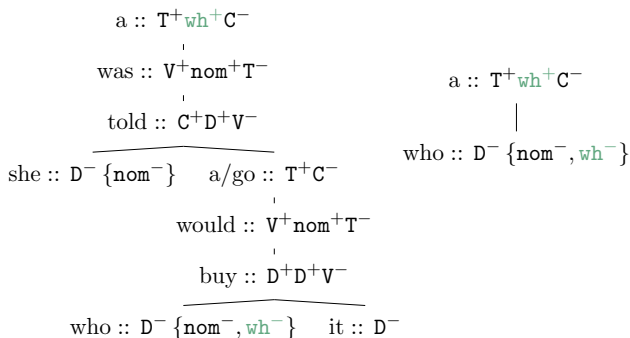 a :: T⁺wh⁺C⁻
was :: V⁺nom⁺T⁻
told :: C⁺D⁺V⁻
she :: D⁻ {nom⁻} a/go :: T⁺C⁻
would :: V⁺nom⁺T⁻
buy :: D⁺D⁺V⁻
who :: D⁻ {nom⁻, wh⁻} it :: D⁻
a :: T⁺wh⁺C⁻
who :: D⁻ {nom⁻, wh⁻}